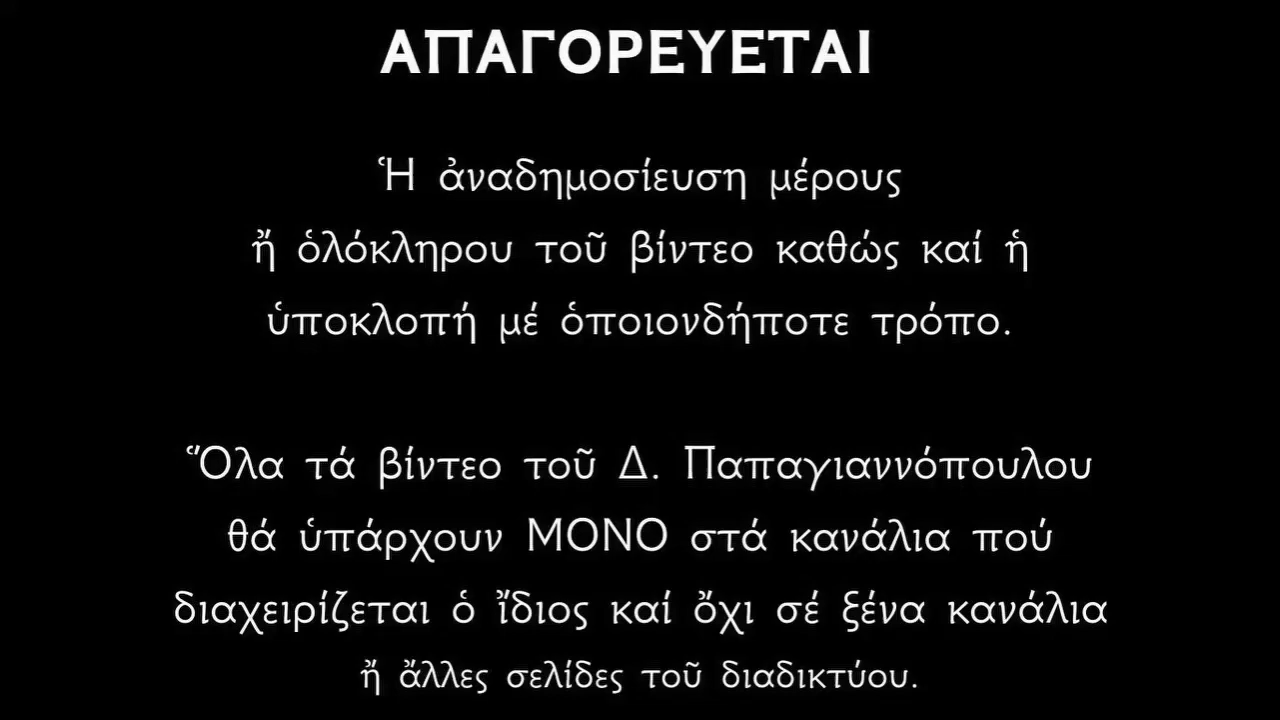 ΑΠΑΓΟΡΕΥΕΤΑΙ
Ἡ ἀναδημοσίευση μέρους
ἤ ὁλόκληρου τοῦ βίντεο καθώς καί ἡ
ὑποκλοπή μέ ὁποιονδήποτε τρόπο.
Ὅλα τά βίντεο τοῦ Δ. Παπαγιαννόπουλου
θά ὑπάρχουν ΜΟΝΟ στά κανάλια πού
διαχειρίζεται ὁ ἴδιος καί ὄχι σέ ξένα κανάλια
ἤ ἄλλες σελίδες τοῦ διαδικτύου.